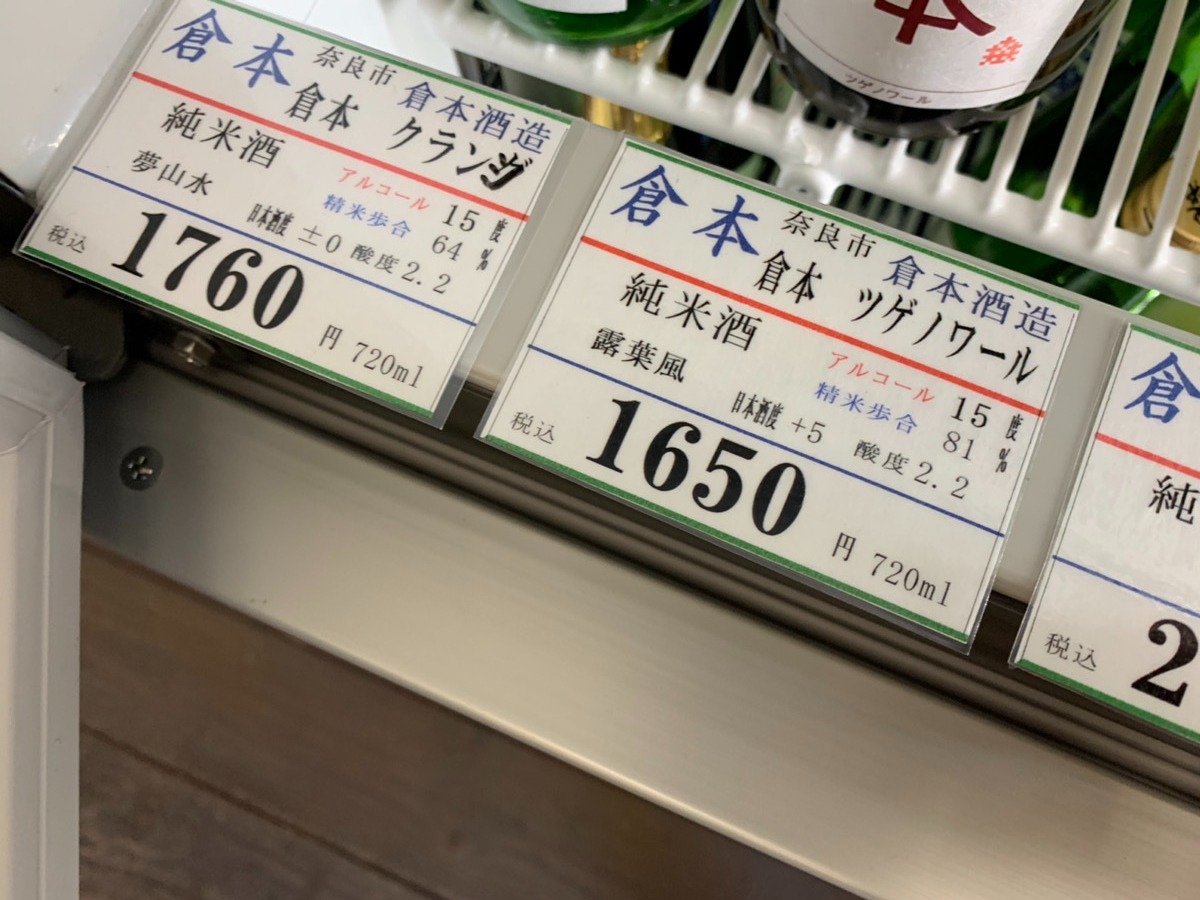 本
ツゲノワール
倉本 奈良市 倉本酒造
倉本 クランヴ
純米酒
夢山水
アルコール 15 度
精米歩合 64 %
日本酒度 ±0 酸度2.2
税込 1760 円 720ml
倉本 奈良市 倉本酒造
倉本 ツゲノワール
純米酒
露葉風
アルコール 15 度
精米歩合 81 %
日本酒度 +5 酸度2.2
税込 1650 円 720ml
倉
純
税込 2